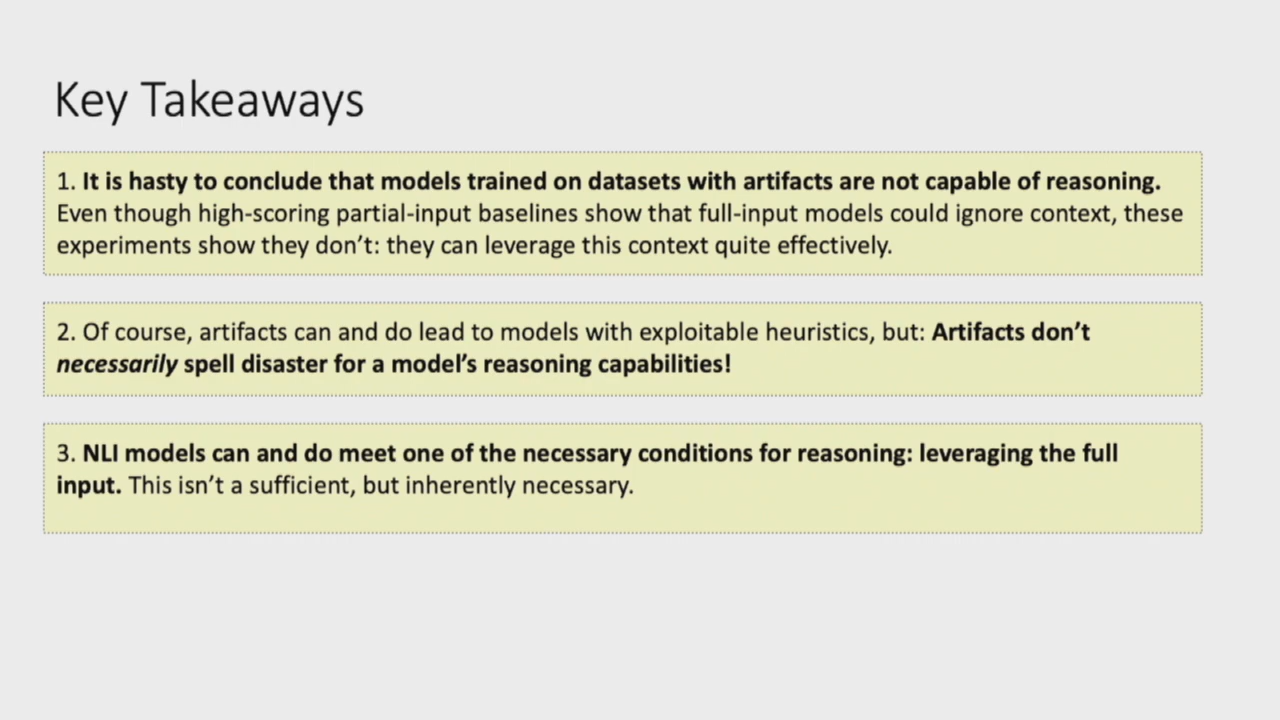 Key Takeaways
1. It is hasty to conclude that models trained on datasets with artifacts are not capable of reasoning.
Even though high-scoring partial-input baselines show that full-input models could ignore context, these
experiments show they don’t: they can leverage this context quite effectively.
2. Of course, artifacts can and do lead to models with exploitable heuristics, but: Artifacts don’t
necessarily spell disaster for a model’s reasoning capabilities!
3. NLI models can and do meet one of the necessary conditions for reasoning: leveraging the full
input. This isn’t a sufficient, but inherently necessary.